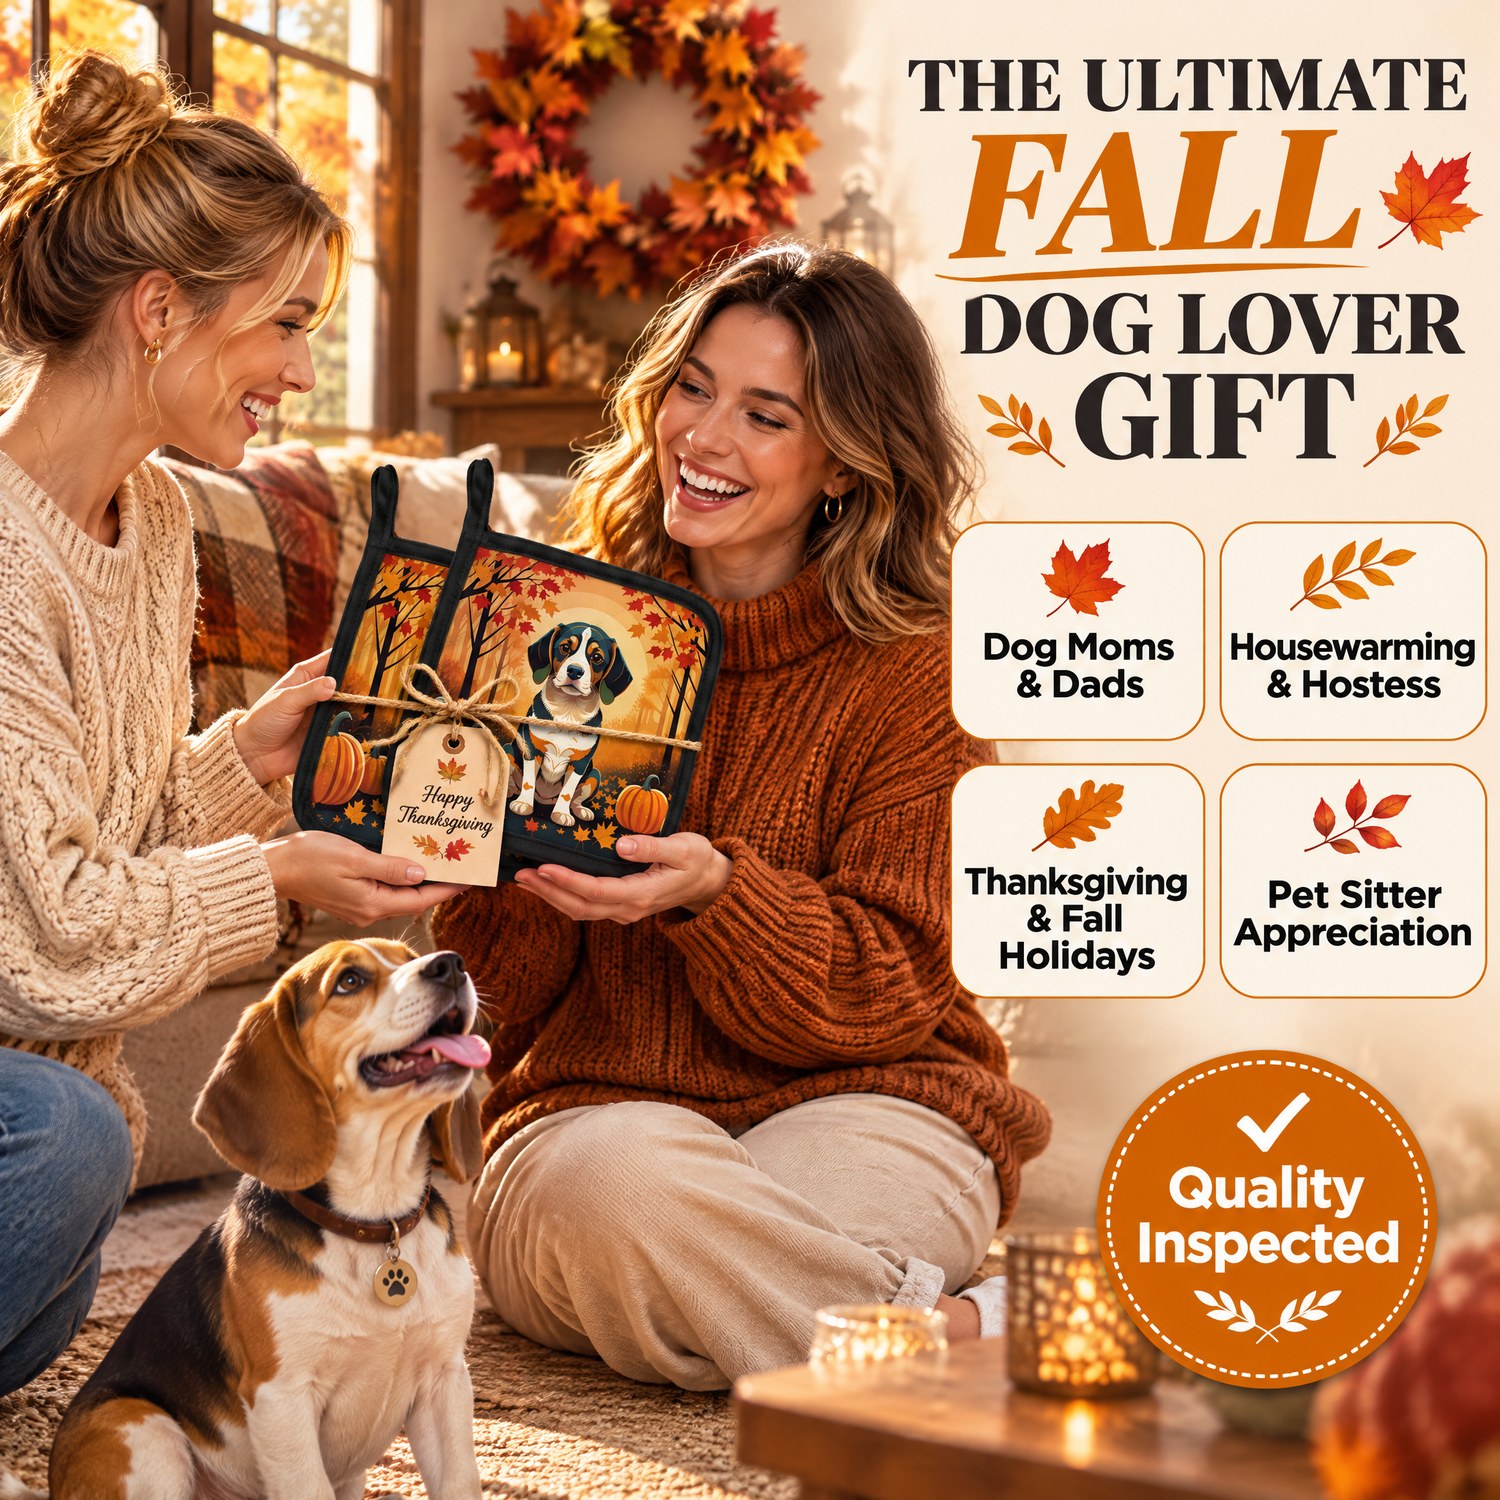 THE ULTIMATE
FALL
DOG LOVER
GIFT
Dog Moms
& Dads
Housewarming
& Hostess
Thanksgiving
& Fall
Holidays
Pet Sitter
Appreciation
Happy
Thanksgiving
Quality
Inspected